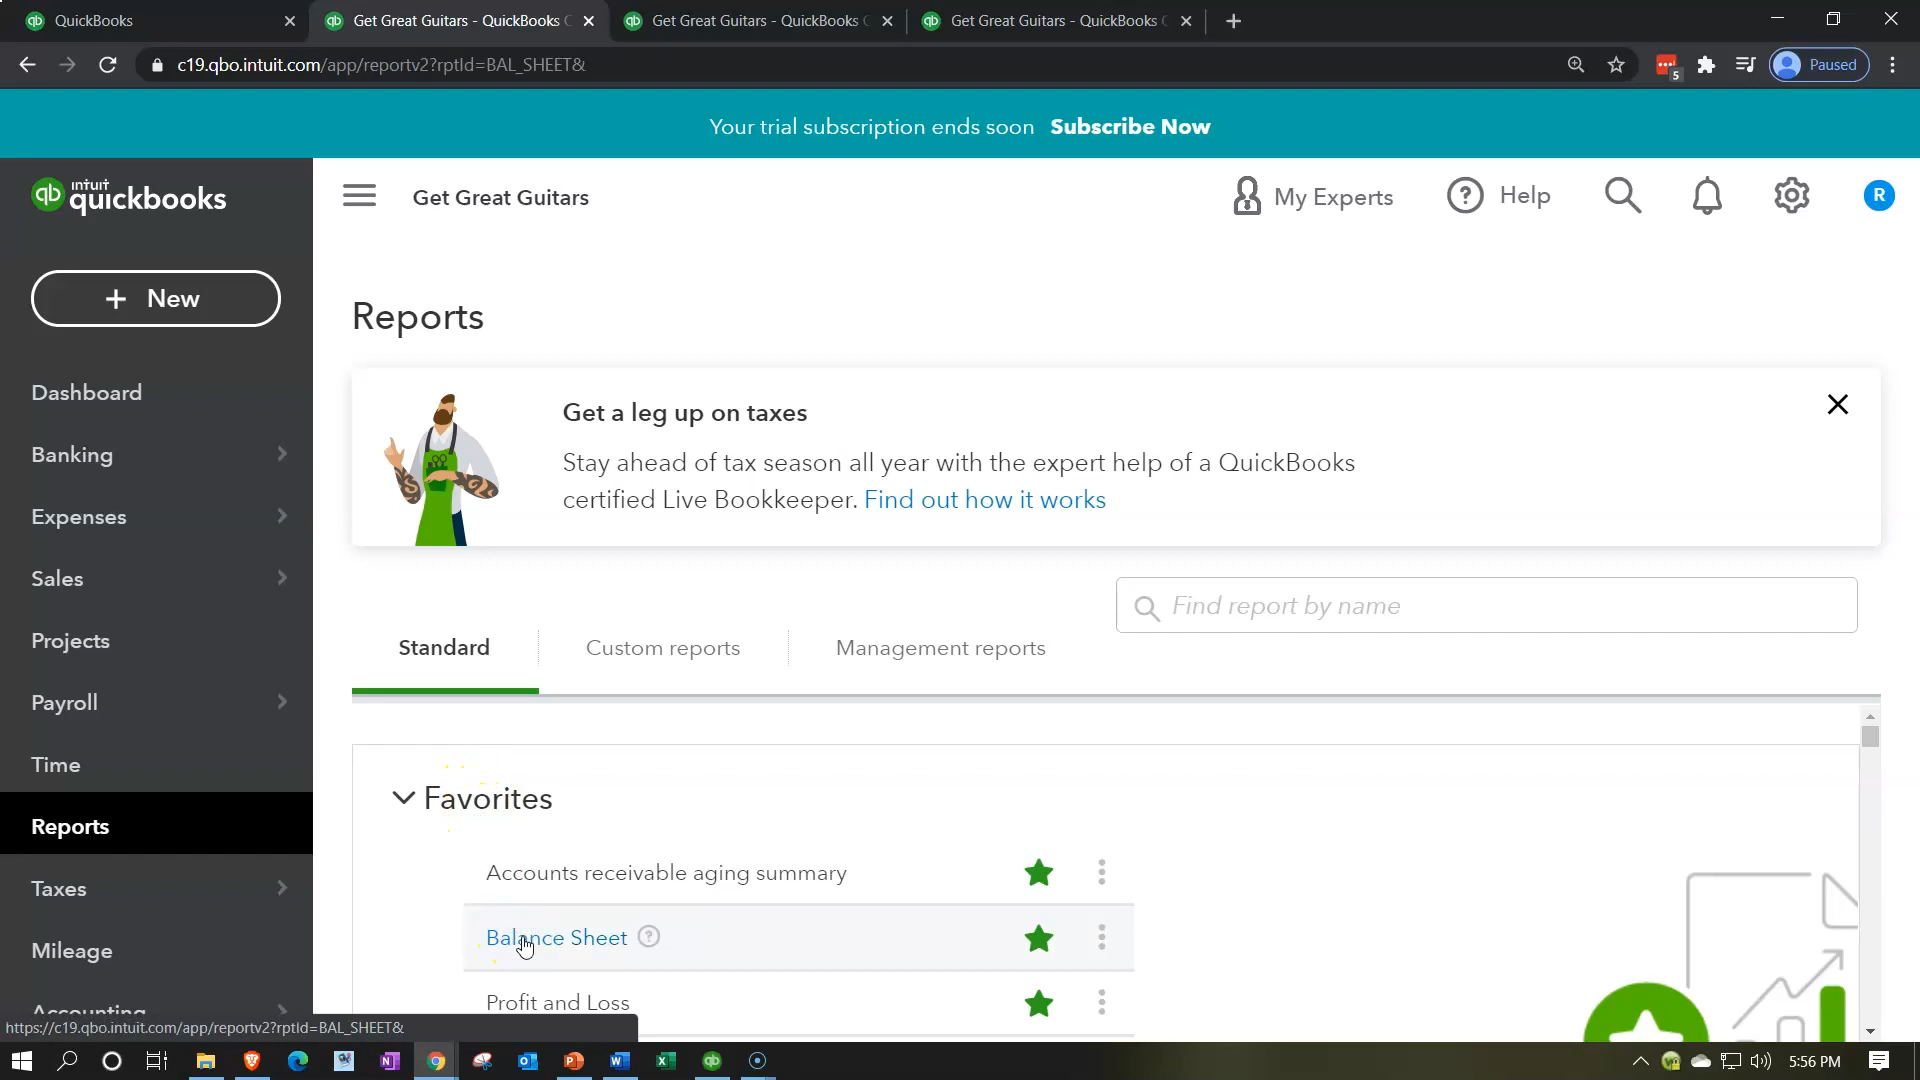 QuickBooks
Get Great Guitars - QuickBooks
Get Great Guitars - QuickBooks
Get Great Guitars - QuickBooks
c19.qbo.intuit.com/app/reportv2?rptId=BAL_SHEET&
5
Paused
Your trial subscription ends soon Subscribe Now
qb intuit quickbooks
Get Great Guitars
My Experts
? Help
R
+ New
Reports
Dashboard
Banking
Expenses
Sales
Projects
Payroll
Time
Reports
Taxes
Mileage
Accounting
Get a leg up on taxes
Stay ahead of tax season all year with the expert help of a QuickBooks
certified Live Bookkeeper. Find out how it works
Find report by name
Standard
Custom reports
Management reports
Favorites
Accounts receivable aging summary
Balance Sheet ?
Profit and Loss
https://c19.qbo.intuit.com/app/reportv2?rptId=BAL_SHEET&
5:56 PM